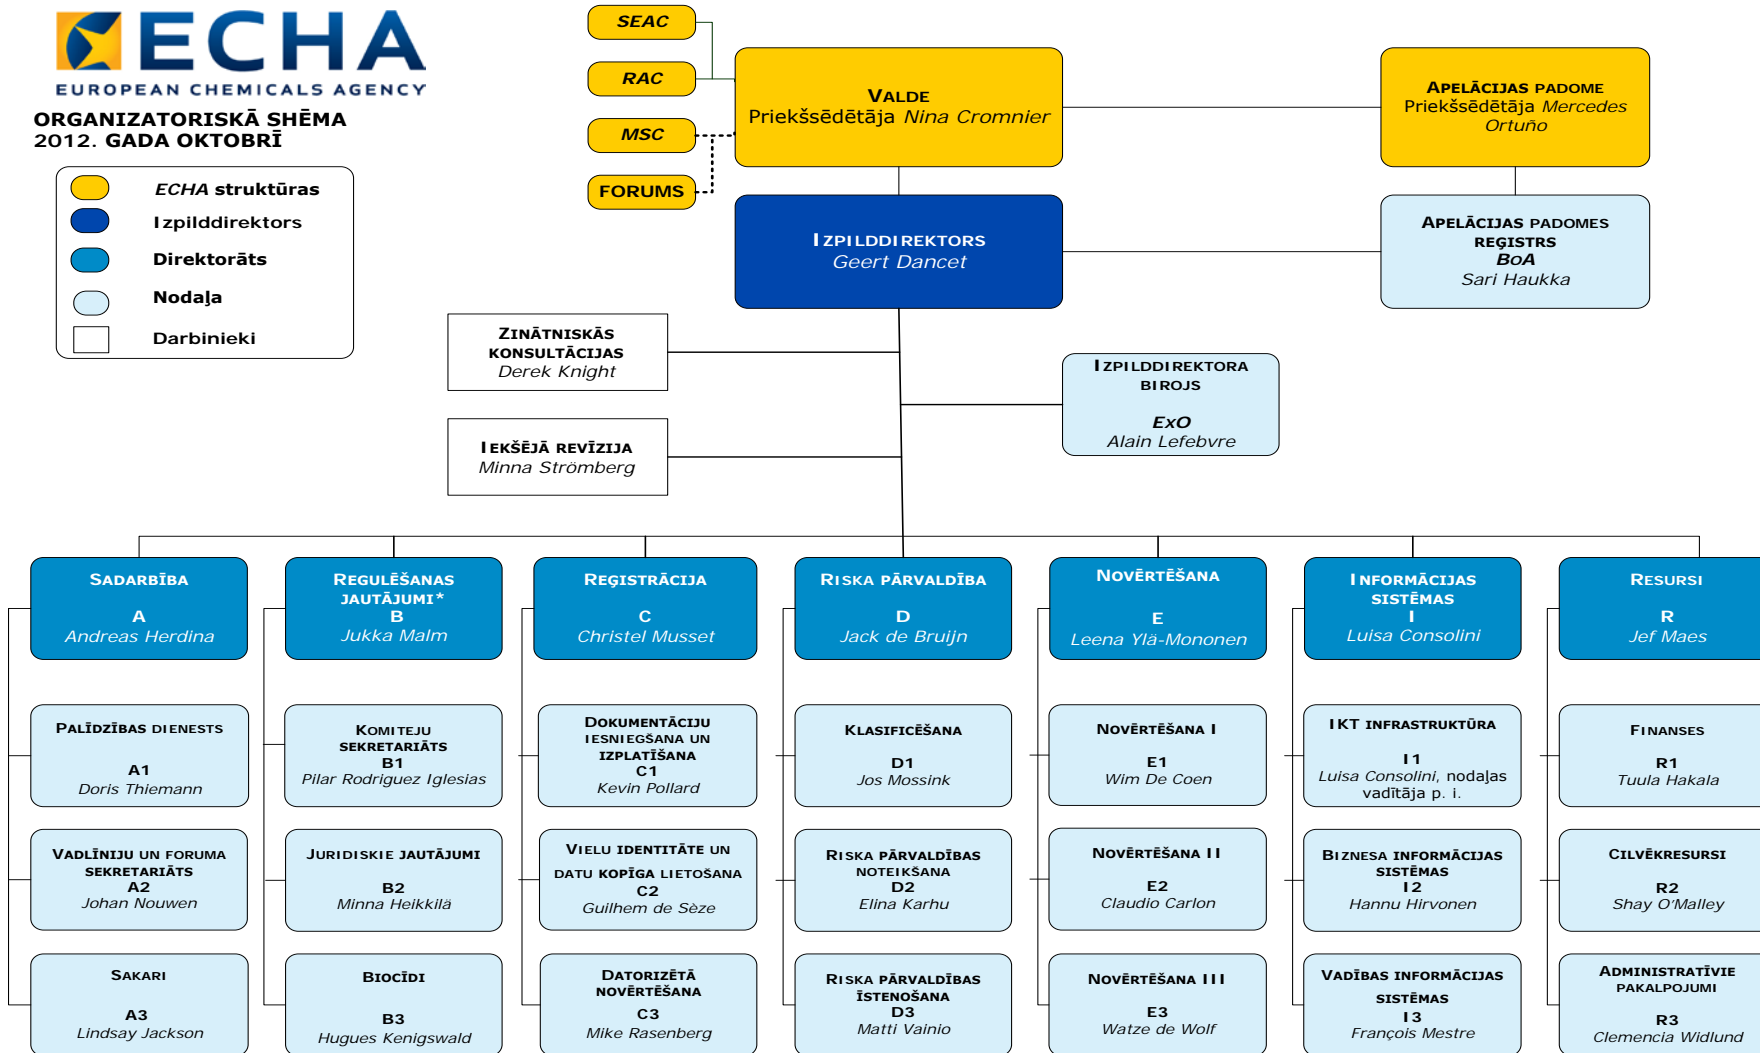 ECHA
EUROPEAN CHEMICALS AGENCY
ORGANIZATORISKĀ SHĒMA
2012. GADA OKTOBRĪ
ECHA struktūras
Izpilddirektors
Direktorāts
Nodaļa
Darbinieki
SEAC
RAC
MSC
FORUMS
VALDE
Priekšsēdētāja Nina Cromnier
APELĀCIJAS PADOME
Priekšsēdētāja Mercedes
Ortuño
IZPILDDIREKTORS
Geert Dancet
APELĀCIJAS PADOMES
REĢISTRS
BoA
Sari Haukka
ZINĀTNISKĀS
KONSULTĀCIJAS
Derek Knight
IZPILDDIREKTORA
BIROJS
ExO
Alain Lefebvre
IEKŠĒJĀ REVĪZIJA
Minna Strömberg
SADARBĪBA
A
Andreas Herdina
REGULĒŠANAS
JAUTĀJUMI*
B
Jukka Malm
REĢISTRĀCIJA
C
Christel Musset
RISKA PĀRVALDĪBA
D
Jack de Bruijn
NOVĒRTĒŠANA
E
Leena Ylä-Mononen
INFORMĀCIJAS
SISTĒMAS
I
Luisa Consolini
RESURSI
R
Jef Maes
PALĪDZĪBAS DIENESTS
A1
Doris Thiemann
KOMITEJU
SEKRETARIĀTS
B1
Pilar Rodriguez Iglesias
DOKUMENTĀCIJU
IESNIEGŠANA UN
IZPLATĪŠANA
C1
Kevin Pollard
KLASIFICĒŠANA
D1
Jos Mossink
NOVĒRTĒŠANA I
E1
Wim De Coen
IKT INFRASTRUKTŪRA
I1
Luisa Consolini, nodaļas
vadītāja p. i.
FINANSES
R1
Tuula Hakala
VADLĪNIJU UN FORUMA
SEKRETARIĀTS
A2
Johan Nouwen
JURIDISKIE JAUTĀJUMI
B2
Minna Heikkilä
VIELU IDENTITĀTE UN
DATU KOPĪGA LIETOŠANA
C2
Guilhem de Sèze
RISKA PĀRVALDĪBAS
NOTEIKŠANA
D2
Elina Karhu
NOVĒRTĒŠANA II
E2
Claudio Carlon
BIZNESA INFORMĀCIJAS
SISTĒMAS
I2
Hannu Hirvonen
CILVĒKRESURSI
R2
Shay O'Malley
SAKARI
A3
Lindsay Jackson
BIOCĪDI
B3
Hugues Kenigswald
DATORIZĒTĀ
NOVĒRTĒŠANA
C3
Mike Rasenberg
RISKA PĀRVALDĪBAS
ĪSTENOŠANA
D3
Matti Vainio
NOVĒRTĒŠANA III
E3
Watze de Wolf
VADĪBAS INFORMĀCIJAS
SISTĒMAS
I3
François Mestre
ADMINISTRATĪVIE
PAKALPOJUMI
R3
Clemencia Widlund